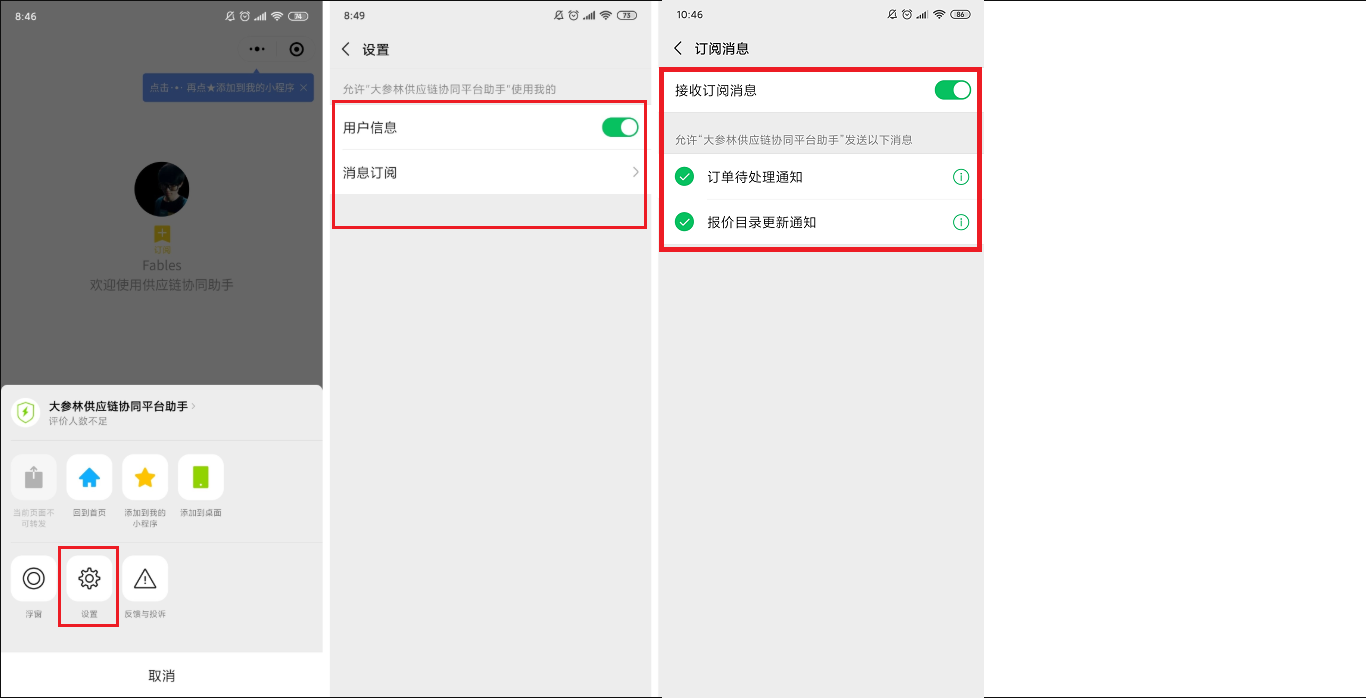 8:46
74
点击 ·•· 再点★添加到我的小程序 ×
订阅
Fables
欢迎使用供应链协同助手
大参林供应链协同平台助手
评价人数不足
当前页面不可转发
回到首页
添加到我的小程序
添加到桌面
浮窗
设置
反馈与投诉
取消
8:49
73
设置
允许"大参林供应链协同平台助手"使用我的
用户信息
消息订阅
10:46
86
订阅消息
接收订阅消息
允许"大参林供应链协同平台助手"发送以下消息
订单待处理通知
报价目录更新通知